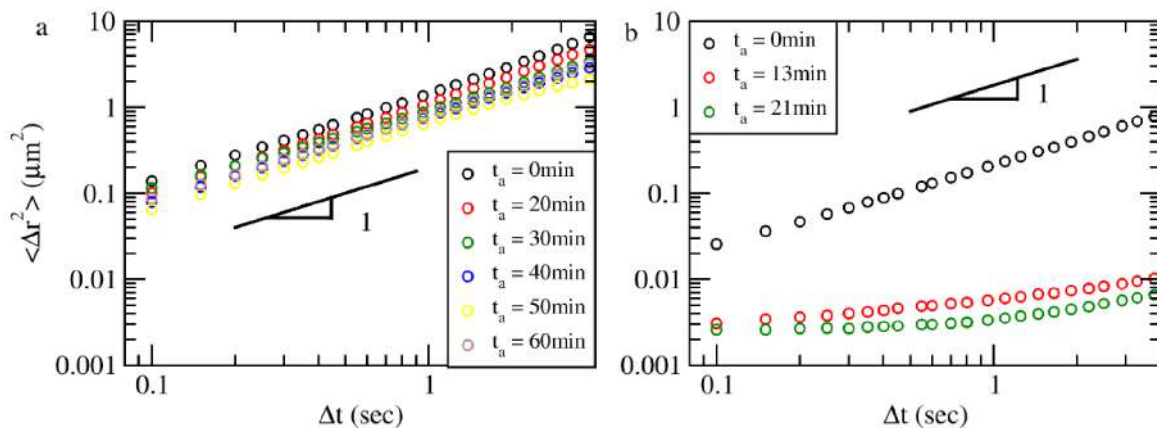 a
<Δr²> (μm²)
10
1
0.1
0.01
0.001
0.1
1
Δt (sec)
1
t_a = 0min
t_a = 20min
t_a = 30min
t_a = 40min
t_a = 50min
t_a = 60min
b
10
1
0.1
0.01
0.001
0.1
1
Δt (sec)
1
t_a = 0min
t_a = 13min
t_a = 21min